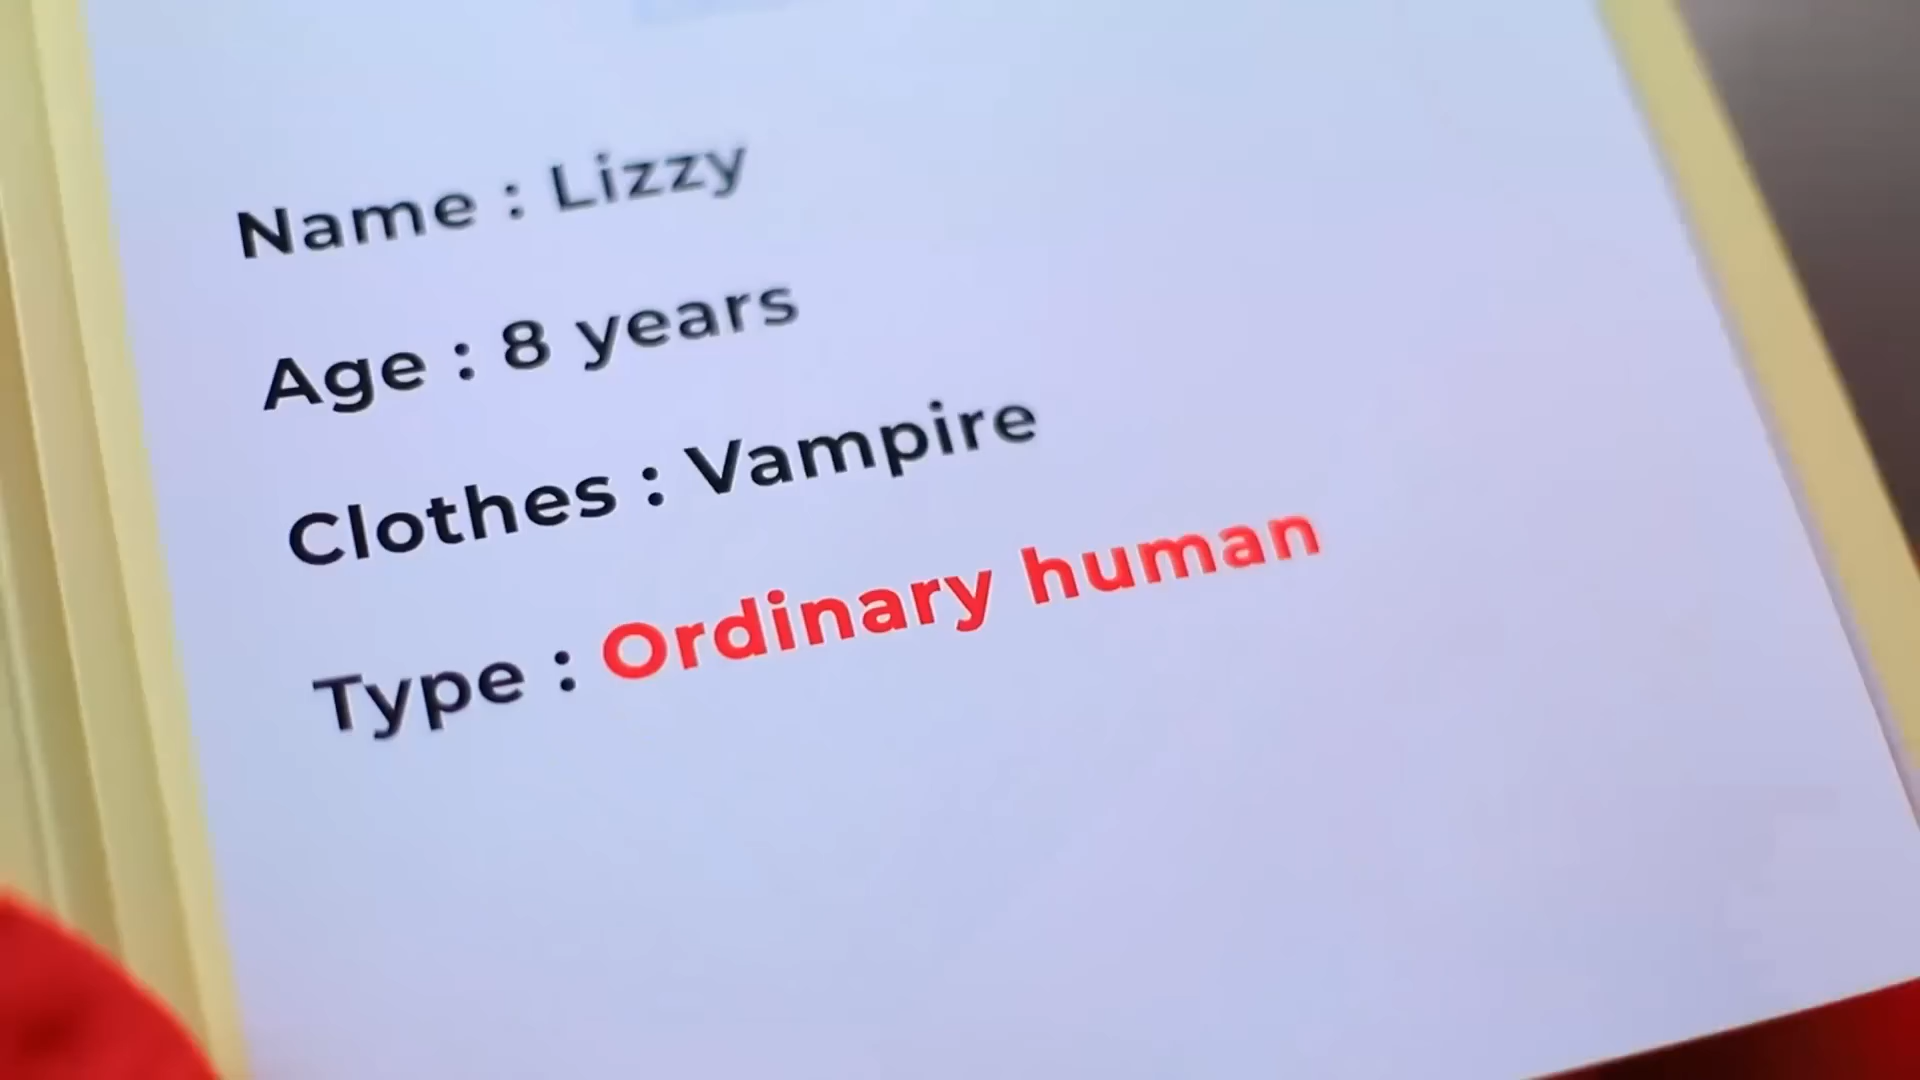 Name : Lizzy
Age : 8 years
Clothes : Vampire
Type : Ordinary human